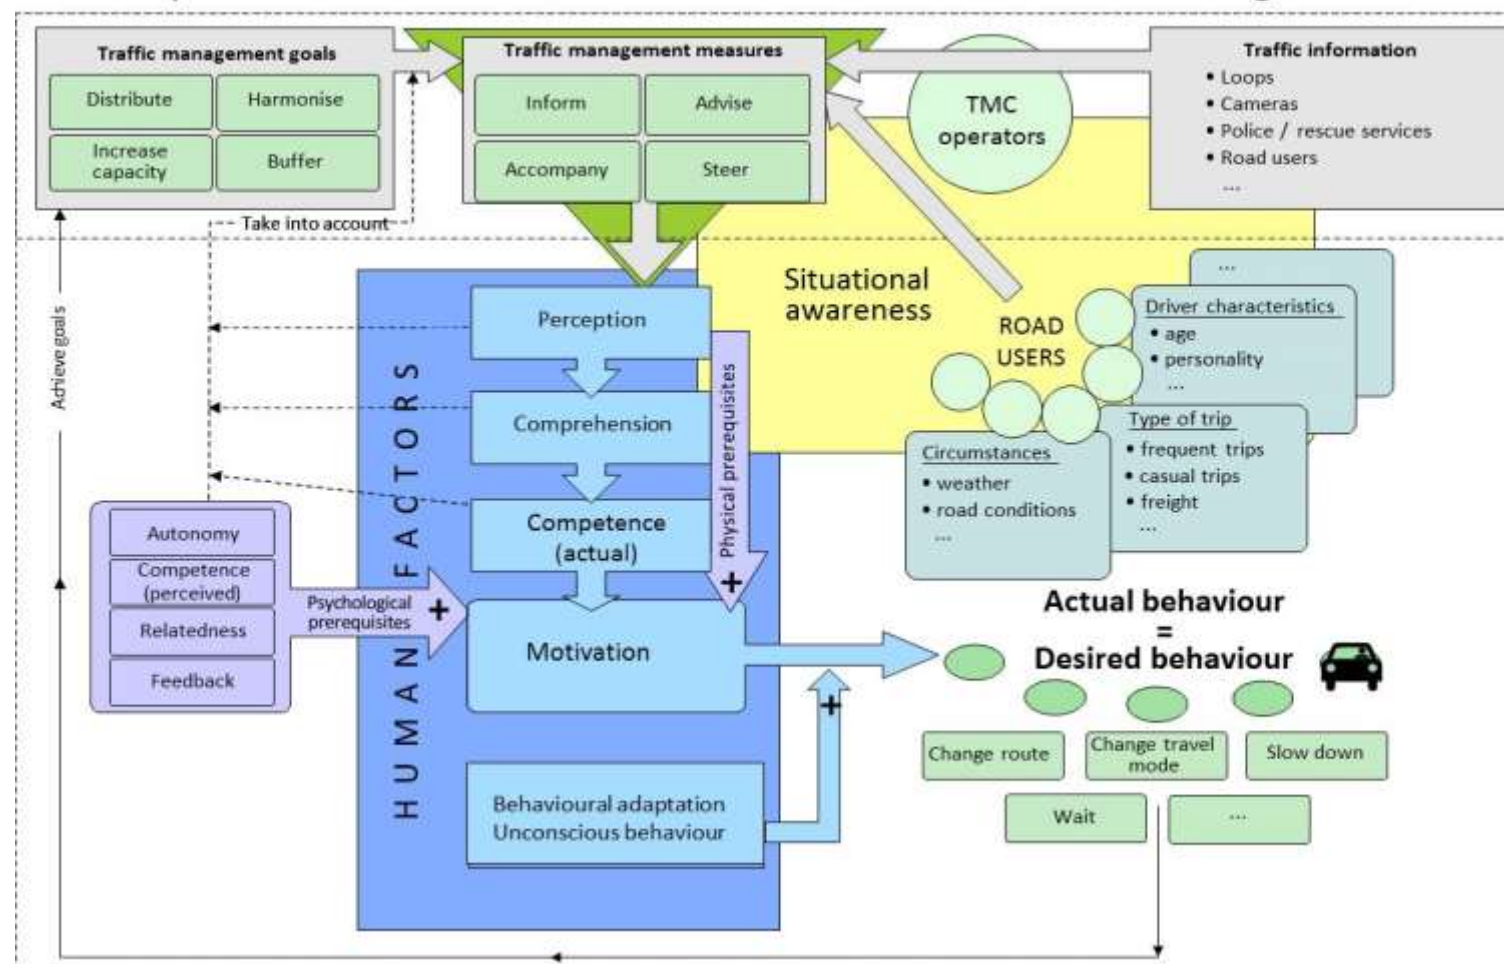 Traffic management goals
Distribute
Harmonise
Increase
capacity
Buffer
Traffic management measures
Inform
Advise
Accompany
Steer
TMC
operators
Traffic information
• Loops
• Cameras
• Police / rescue services
• Road users
...
Take into account
Achieve goals
Situational
awareness
ROAD
USERS
...
Driver characteristics
• age
• personality
...
Type of trip
• frequent trips
• casual trips
• freight
...
Circumstances
• weather
• road conditions
...
HUMAN FACTORS
Perception
Comprehension
Competence
(actual)
Motivation
Physical prerequisites
+
Autonomy
Competence
(perceived)
Relatedness
Feedback
Psychological
prerequisites
+
Behavioural adaptation
Unconscious behaviour
+
Actual behaviour
=
Desired behaviour
Change route
Change travel
mode
Slow down
Wait
...